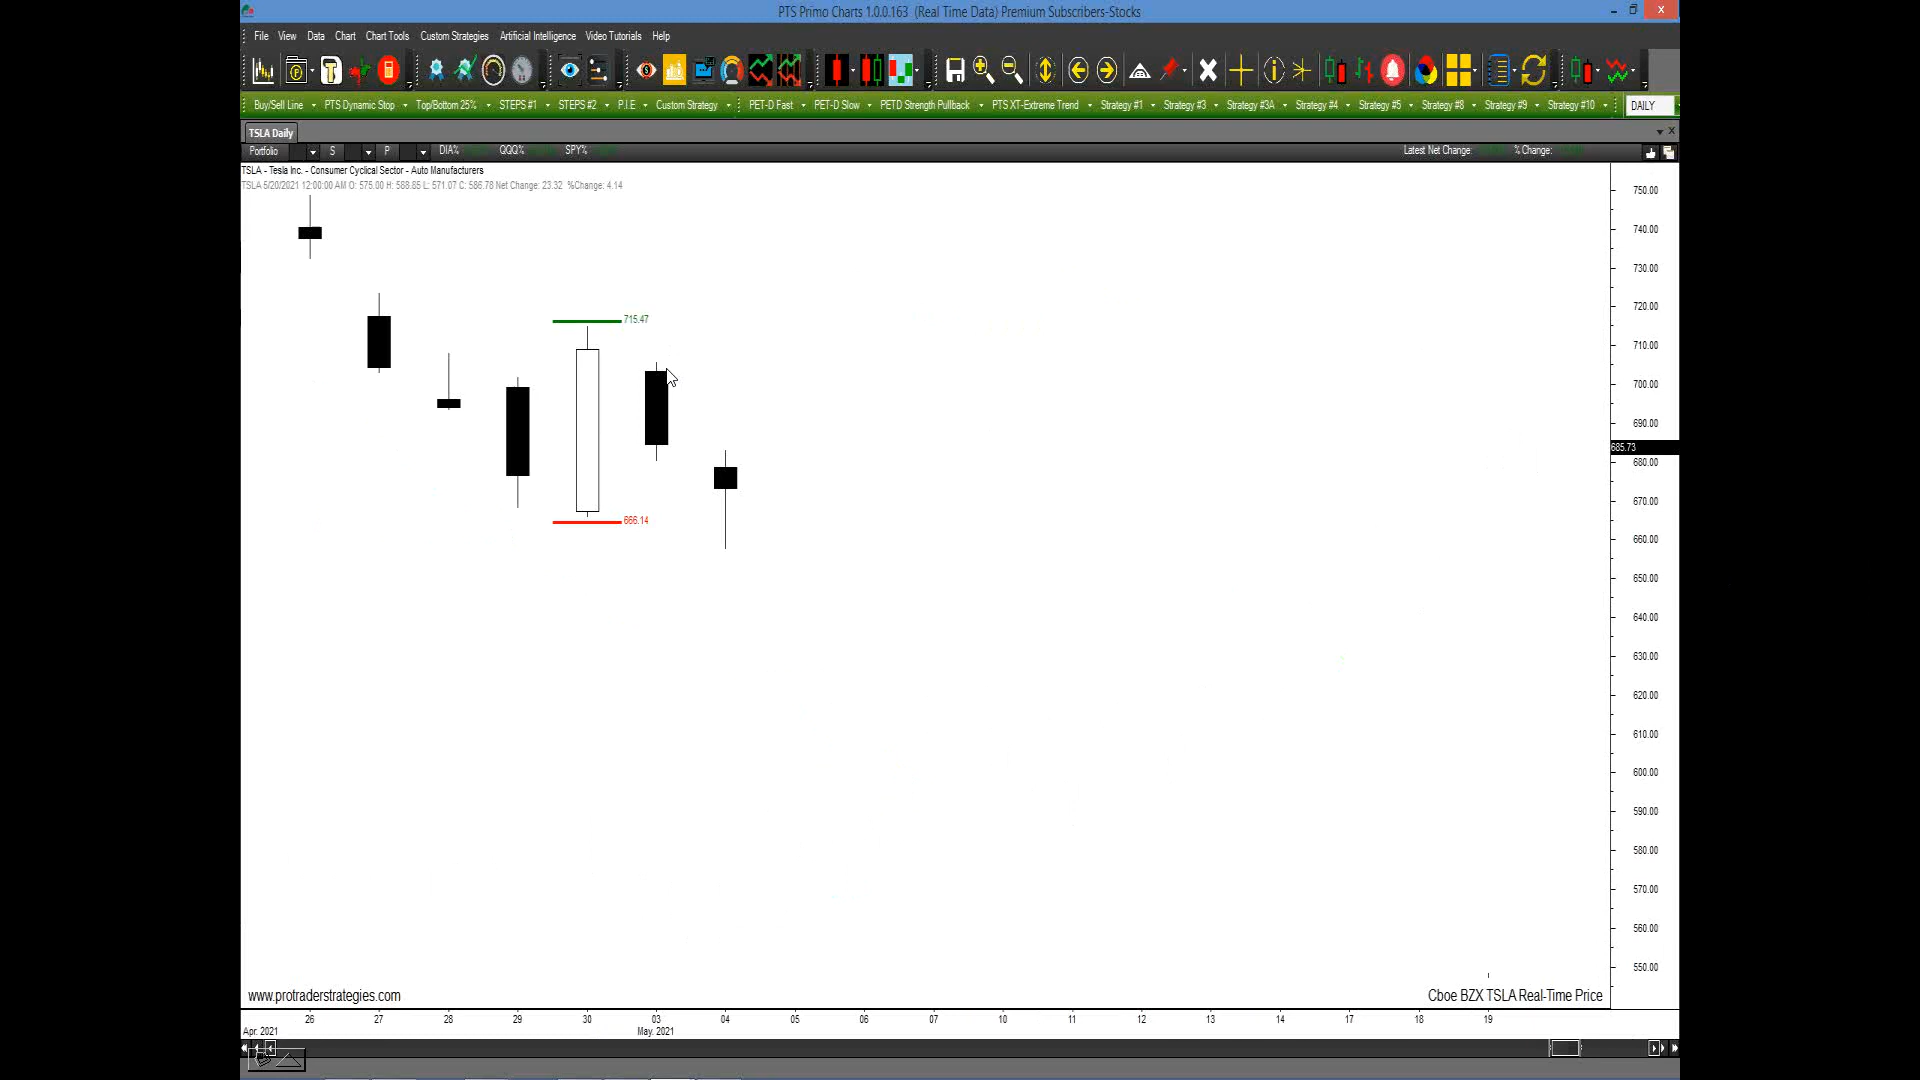 PTS Primo Charts 1.0.0.163 (Real Time Data) Premium Subscribers-Stocks
File View Data Chart Chart Tools Custom Strategies Artificial Intelligence Video Tutorials Help
Buy/Sell Line PTS Dynamic Stop Top/Bottom 25% STEPS #1 STEPS #2 P.I.E. Custom Strategy PET-D Fast PET-D Slow PETD Strength Pullback PTS XT-Extreme Trend Strategy #1 Strategy #3 Strategy #3A Strategy #4 Strategy #5 Strategy #8 Strategy #9 Strategy #10 DAILY
TSLA Daily
Portfolio S P DIA% QQQ% SPY% Latest Net Change: % Change:
TSLA - Tesla Inc. - Consumer Cyclical Sector - Auto Manufacturers
TSLA 5/20/2021 12:00:00 AM O: 575.00 H: 588.85 L: 571.07 C: 586.78 Net Change: 23.32 %Change: 4.14
750.00
740.00
730.00
720.00
715.47
710.00
700.00
690.00
685.73
680.00
670.00
666.14
660.00
650.00
640.00
630.00
620.00
610.00
600.00
590.00
580.00
570.00
560.00
550.00
www.protraderstrategies.com
Cboe BZX TSLA Real-Time Price
26 27 28 29 30 03 04 05 06 07 10 11 12 13 14 17 18 19
Apr. 2021 May. 2021